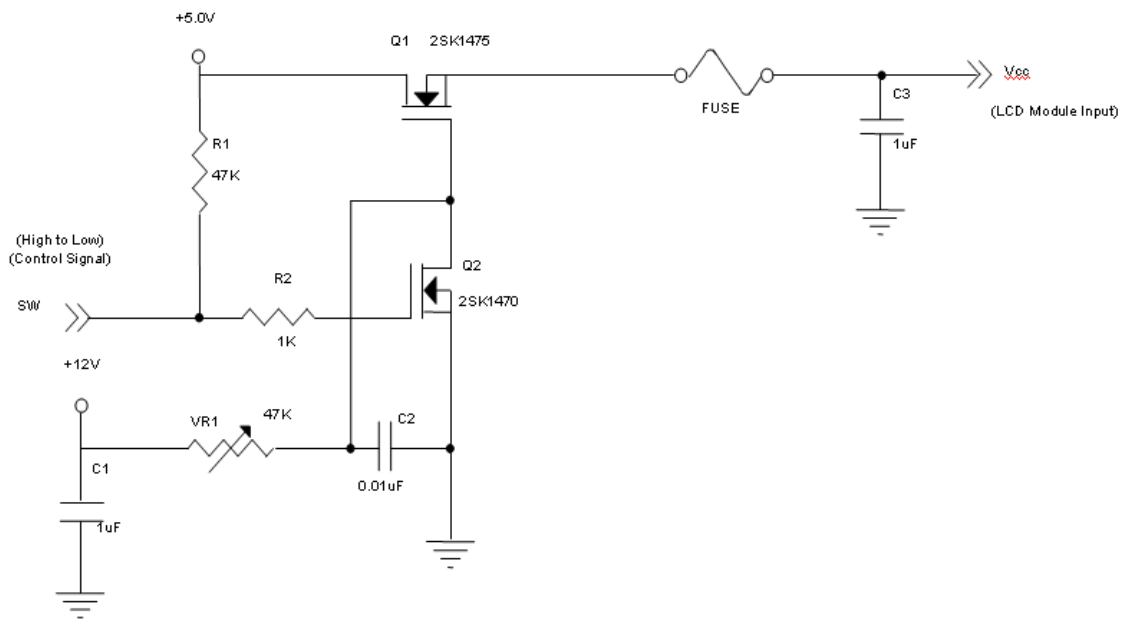 +5.0V
Q1
2SK1475
Vcc
C3
FUSE
(LCD Module Input)
R1
1uF
47K
(High to Low)
(Control Signal)
Q2
R2
SW
2SK1470
1K
+12V
47K
VR1
C2
C1
0.01uF
1uF